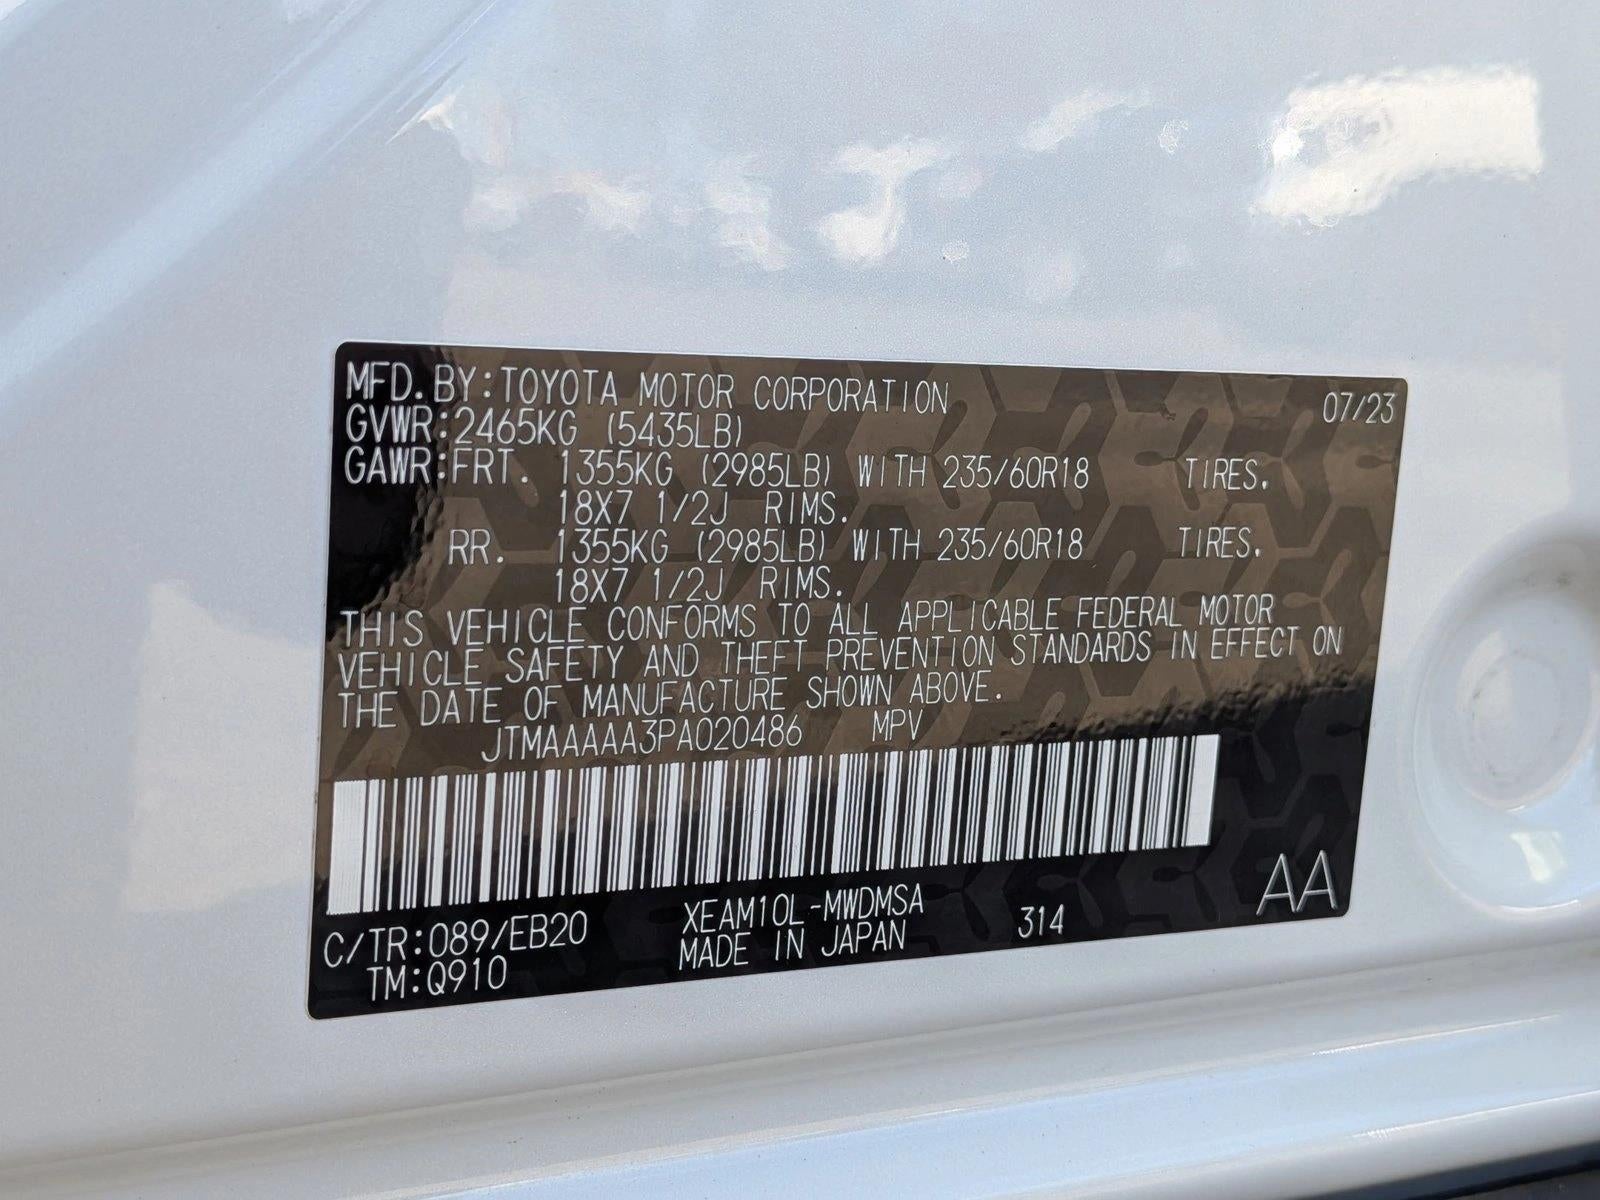 MFD.BY:TOYOTA MOTOR CORPORATION 07/23
GVWR:2465KG (5435LB)
GAWR:FRT. 1355KG (2985LB) WITH 235/60R18 TIRES.
18X7 1/2J RIMS.
RR. 1355KG (2985LB) WITH 235/60R18 TIRES.
18X7 1/2J RIMS.
THIS VEHICLE CONFORMS TO ALL APPLICABLE FEDERAL MOTOR
VEHICLE SAFETY AND THEFT PREVENTION STANDARDS IN EFFECT ON
THE DATE OF MANUFACTURE SHOWN ABOVE.
JTMAAAAA3PA020486 MPV
C/TR:089/EB20 XEAM10L-MWDMSA 314 AA
TM:Q910 MADE IN JAPAN